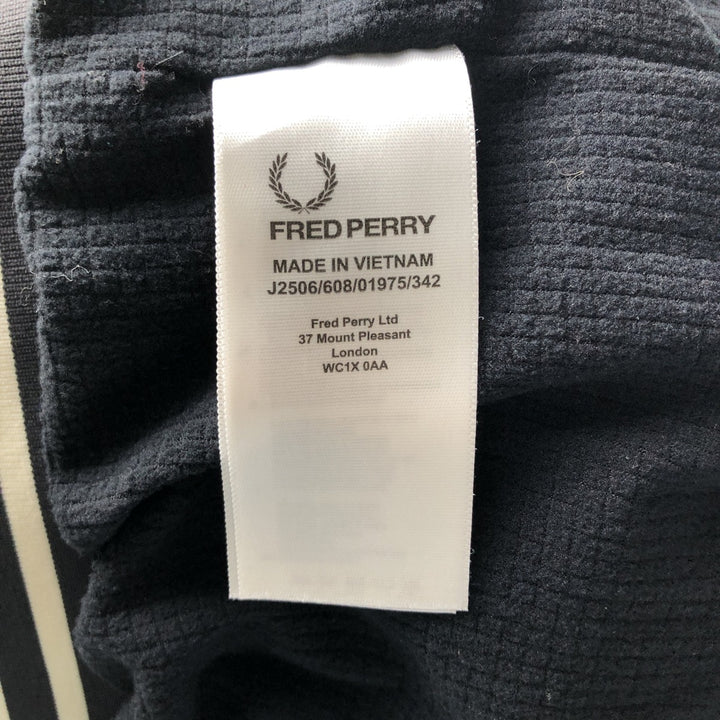 FRED PERRY
MADE IN VIETNAM
J2506/608/01975/342
Fred Perry Ltd
37 Mount Pleasant
London
WC1X 0AA